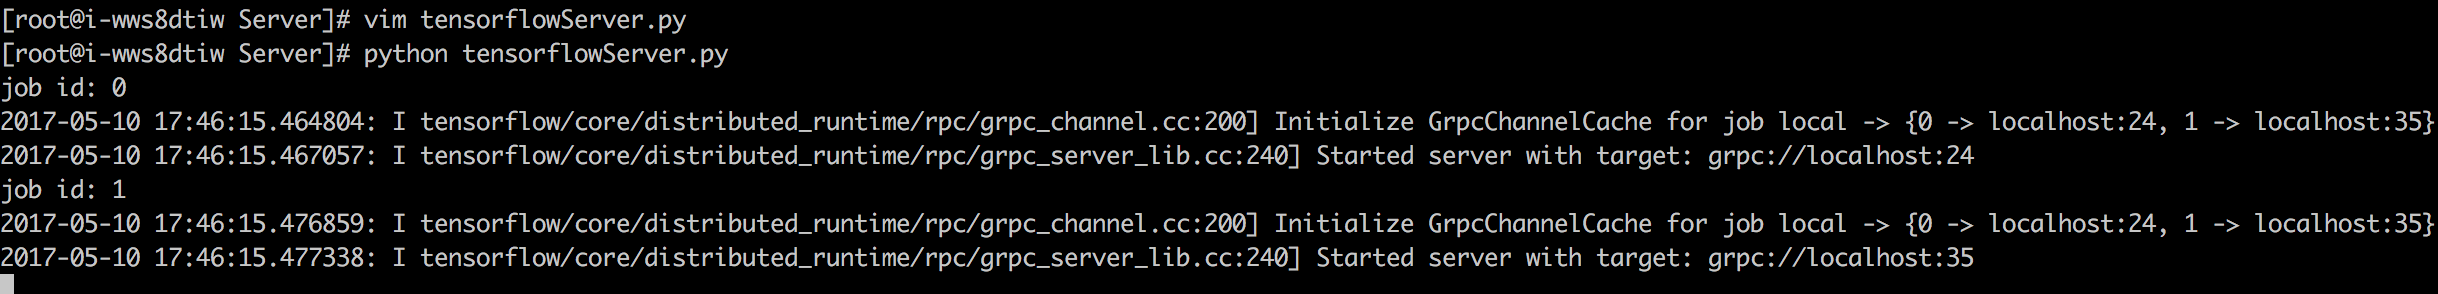 [root@i-wws8dtiw Server]# vim tensorflowServer.py
[root@i-wws8dtiw Server]# python tensorflowServer.py
job id: 0
2017-05-10 17:46:15.464804: I tensorflow/core/distributed_runtime/rpc/grpc_channel.cc:200] Initialize GrpcChannelCache for job local -> {0 -> localhost:24, 1 -> localhost:35}
2017-05-10 17:46:15.467057: I tensorflow/core/distributed_runtime/rpc/grpc_server_lib.cc:240] Started server with target: grpc://localhost:24
job id: 1
2017-05-10 17:46:15.476859: I tensorflow/core/distributed_runtime/rpc/grpc_channel.cc:200] Initialize GrpcChannelCache for job local -> {0 -> localhost:24, 1 -> localhost:35}
2017-05-10 17:46:15.477338: I tensorflow/core/distributed_runtime/rpc/grpc_server_lib.cc:240] Started server with target: grpc://localhost:35